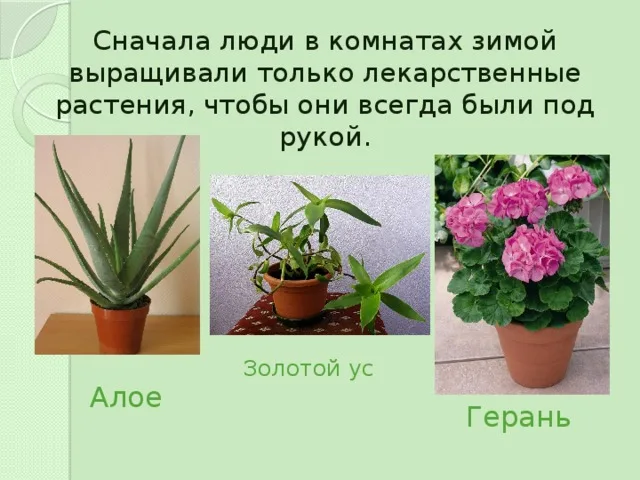 Сначала люди в комнатах зимой
выращивали только лекарственные
растения, чтобы они всегда были под
рукой.
Золотой ус
Алое
Герань